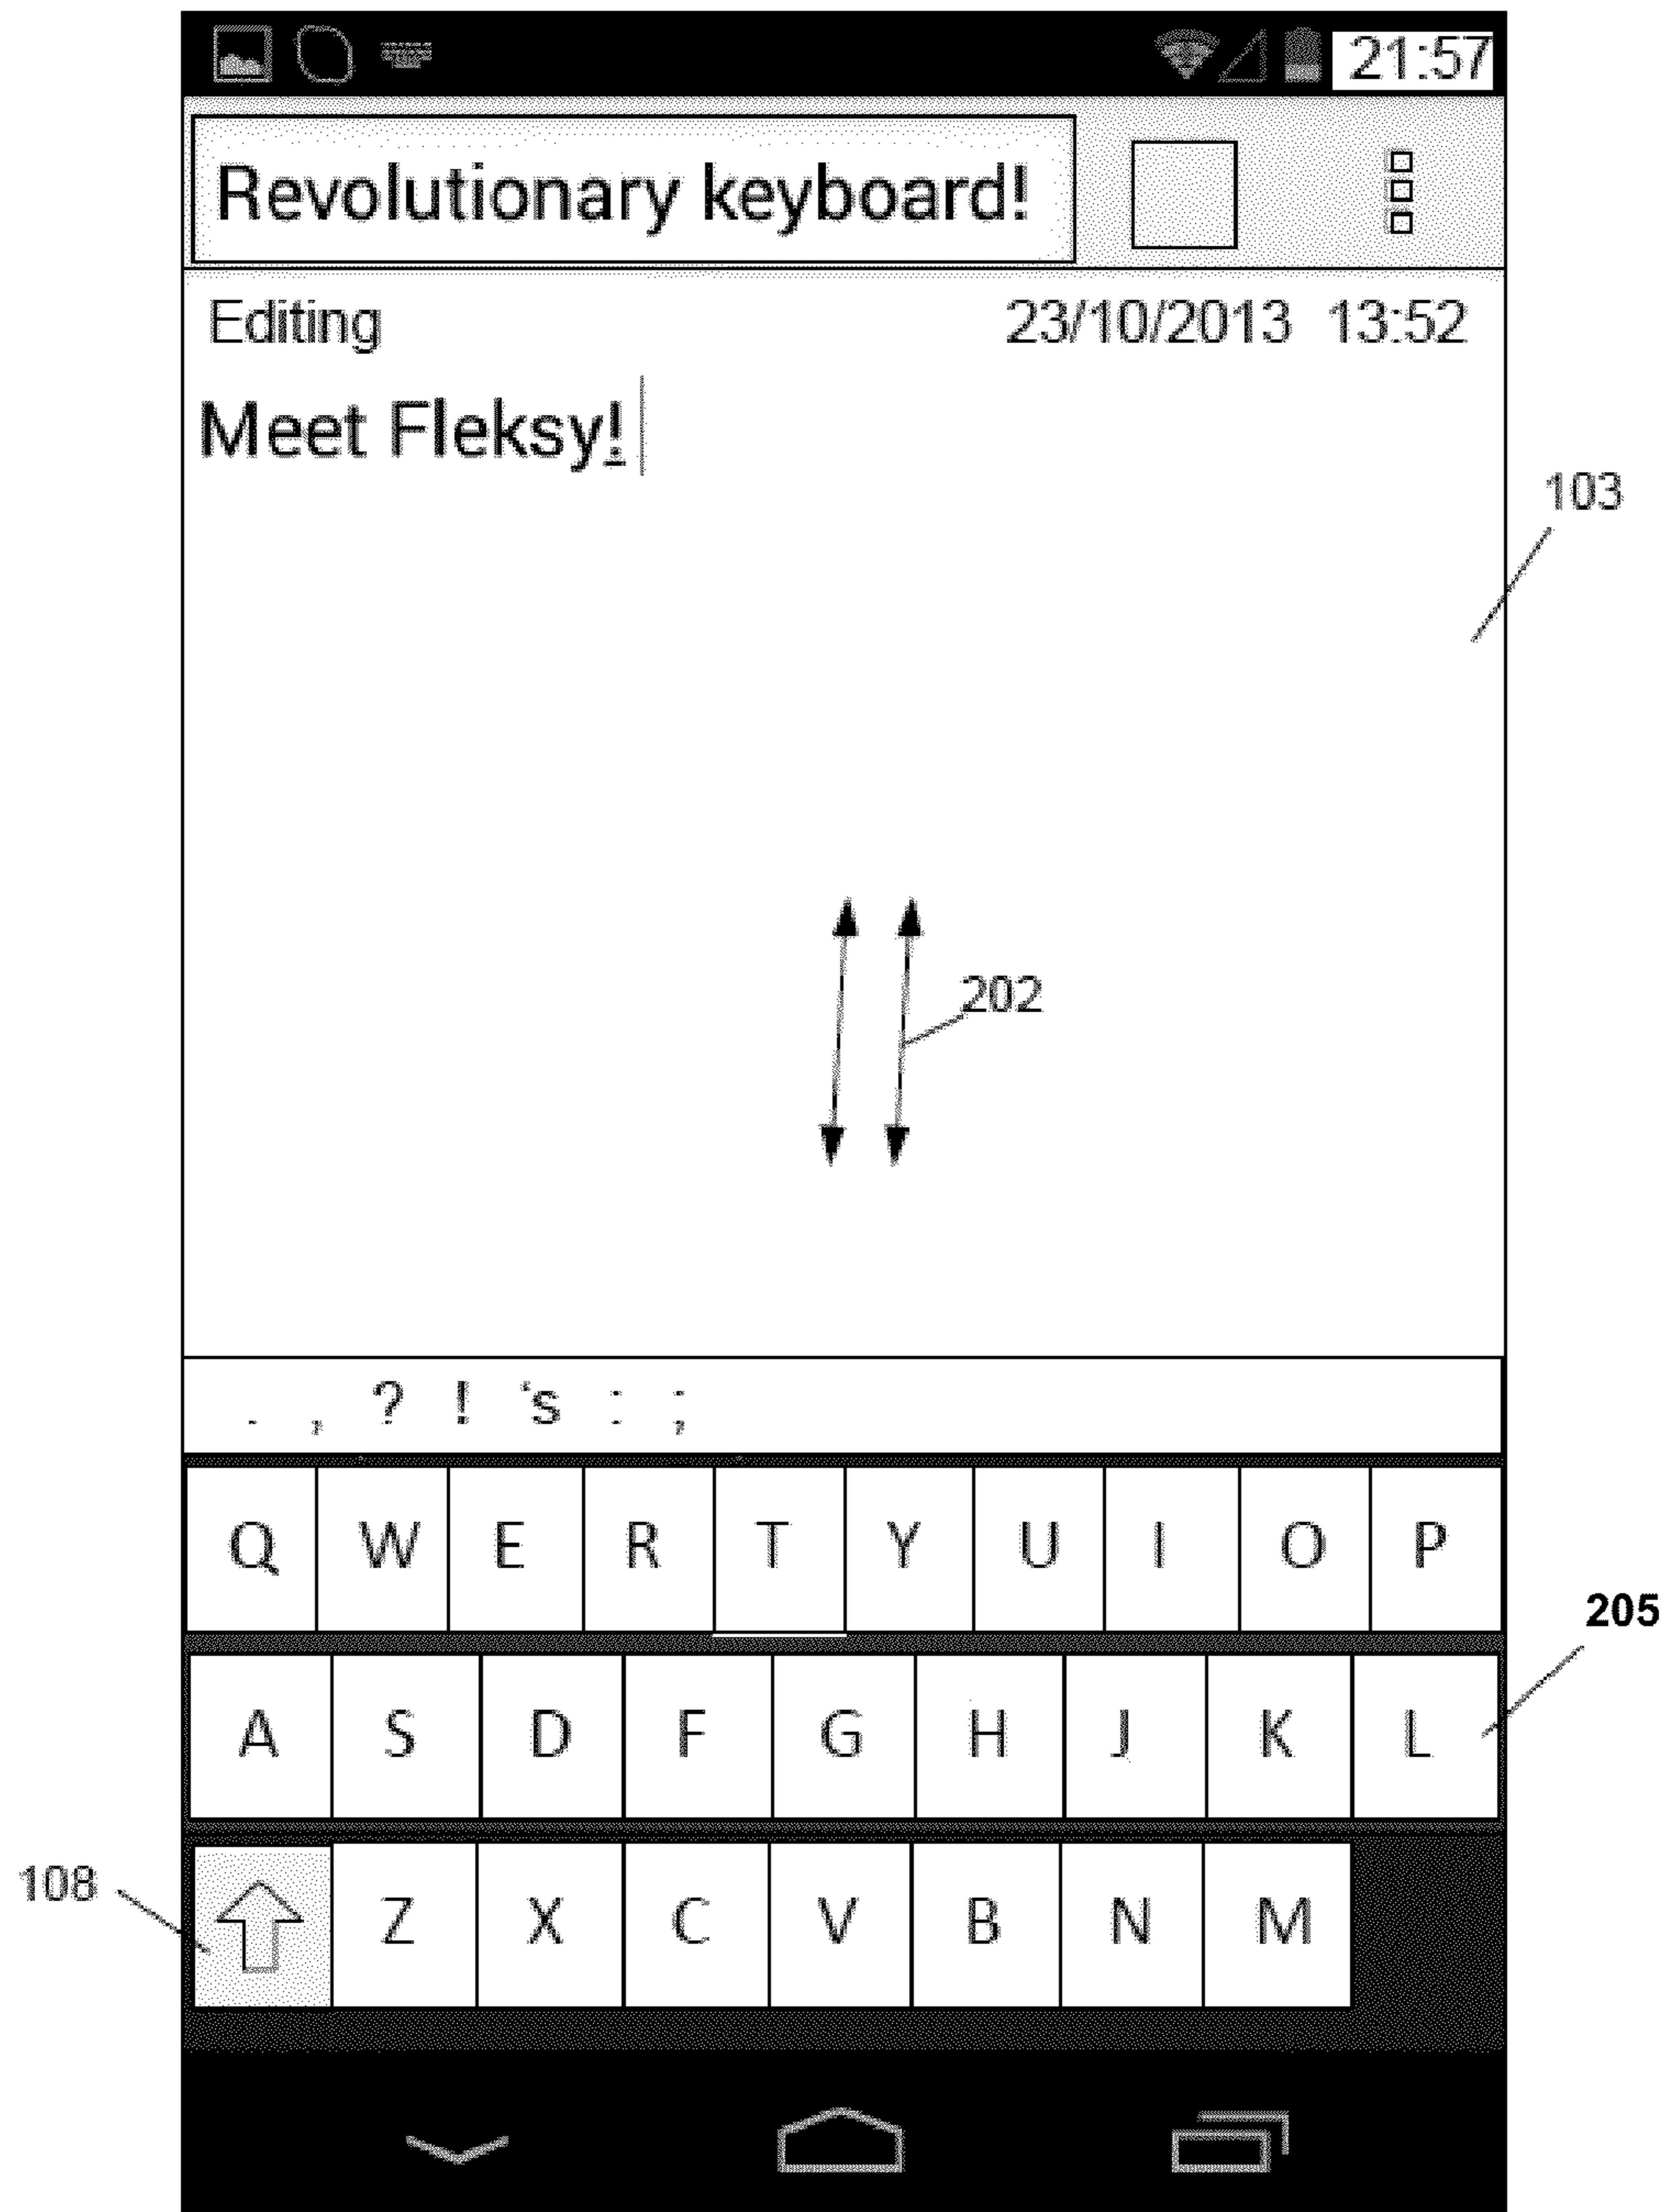 21:57
Revolutionary keyboard!
Editing 23/10/2013 13:52
Meet Fleksy!
103
202
. , ? ! 's : ;
Q W E R T Y U I O P
205
A S D F G H J K L
108
Z X C V B N M